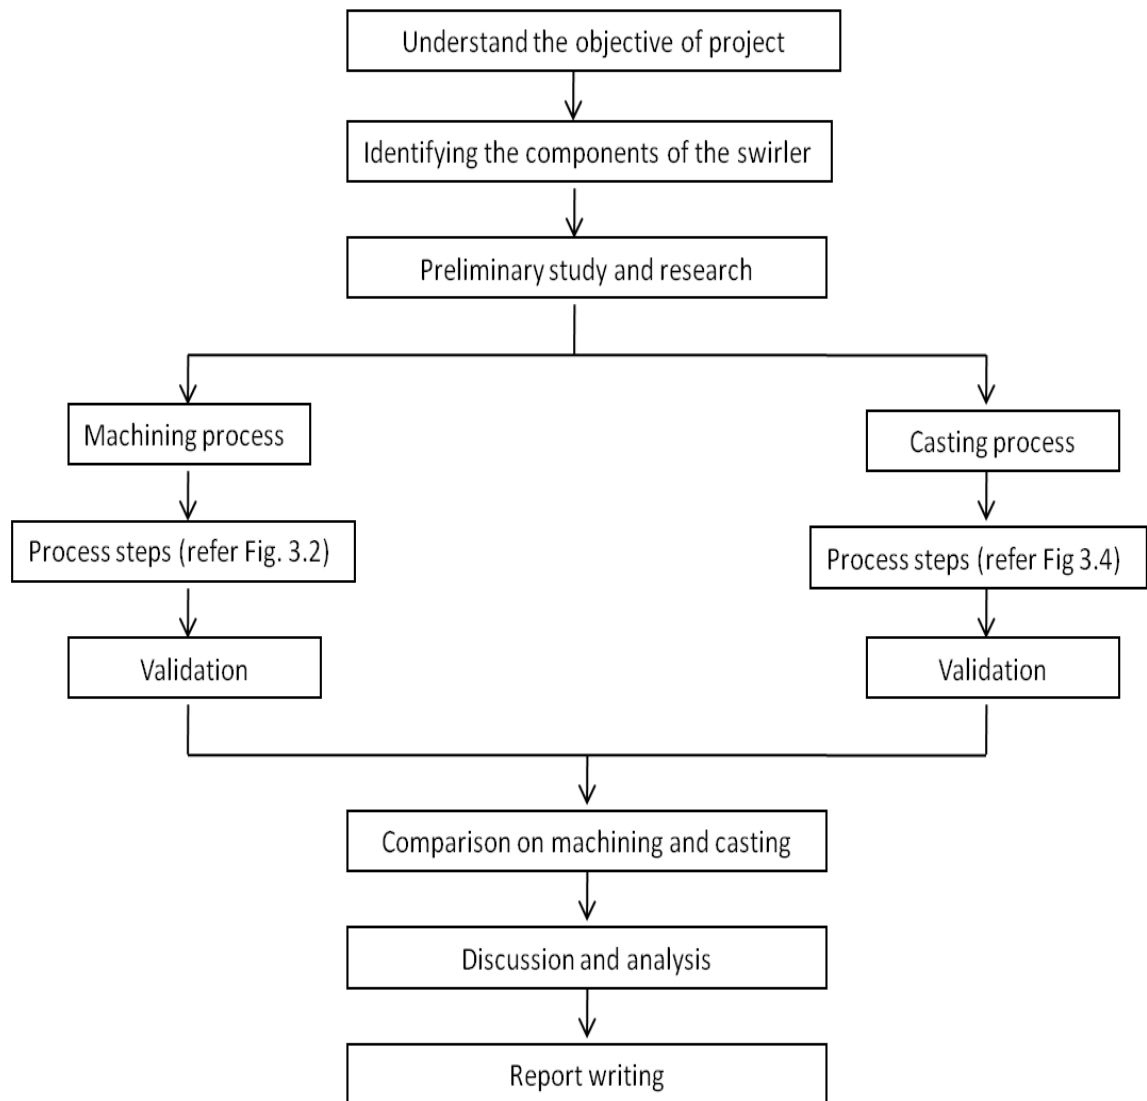 Understand the objective of project
Identifying the components of the swirler
Preliminary study and research
Machining process
Casting process
Process steps (refer Fig. 3.2)
Process steps (refer Fig 3.4)
Validation
Validation
Comparison on machining and casting
Discussion and analysis
Report writing